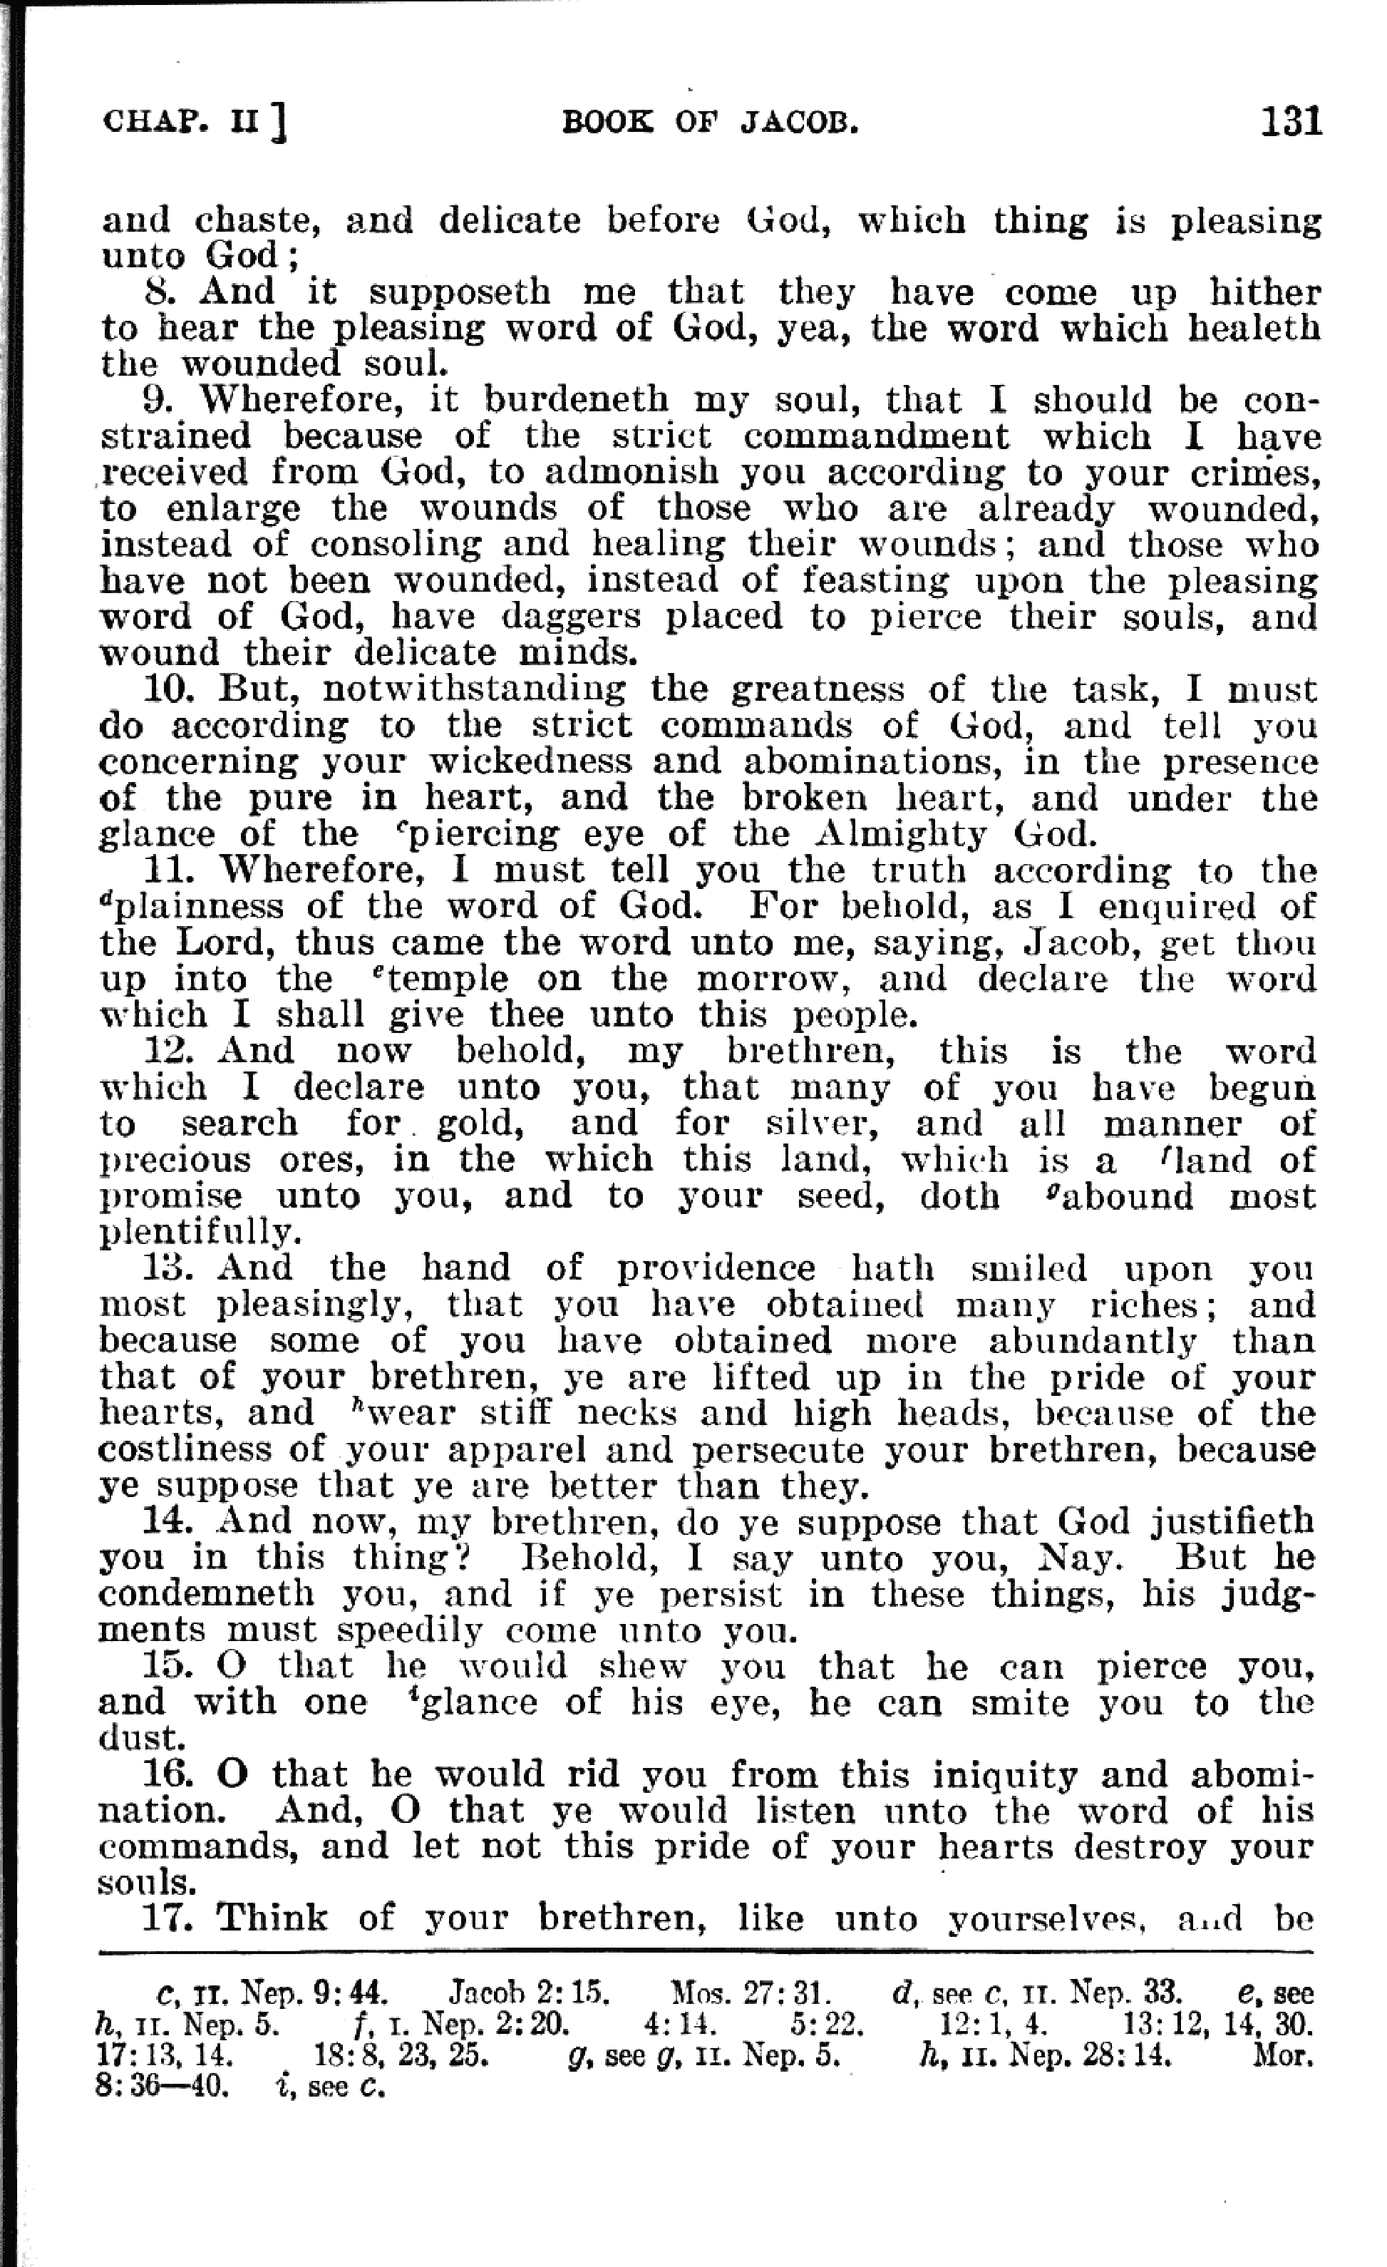 CHAP. II ] BOOK OF JACOB. 131
and chaste, and delicate before God, which thing is pleasing
unto God;
8. And it supposeth me that they have come up hither
to hear the pleasing word of God, yea, the word which healeth
the wounded soul.
9. Wherefore, it burdeneth my soul, that I should be con-
strained because of the strict commandment which I have
received from God, to admonish you according to your crimes,
to enlarge the wounds of those who are already wounded,
instead of consoling and healing their wounds; and those who
have not been wounded, instead of feasting upon the pleasing
word of God, have daggers placed to pierce their souls, and
wound their delicate minds.
10. But, notwithstanding the greatness of the task, I must
do according to the strict commands of God, and tell you
concerning your wickedness and abominations, in the presence
of the pure in heart, and the broken heart, and under the
glance of the cpiercing eye of the Almighty God.
11. Wherefore, I must tell you the truth according to the
dplainness of the word of God. For behold, as I enquired of
the Lord, thus came the word unto me, saying, Jacob, get thou
up into the etemple on the morrow, and declare the word
which I shall give thee unto this people.
12. And now behold, my brethren, this is the word
which I declare unto you, that many of you have begun
to search for gold, and for silver, and all manner of
precious ores, in the which this land, which is a fland of
promise unto you, and to your seed, doth gabound most
plentifully.
13. And the hand of providence hath smiled upon you
most pleasingly, that you have obtained many riches; and
because some of you have obtained more abundantly than
that of your brethren, ye are lifted up in the pride of your
hearts, and hwear stiff necks and high heads, because of the
costliness of your apparel and persecute your brethren, because
ye suppose that ye are better than they.
14. And now, my brethren, do ye suppose that God justifieth
you in this thing? Behold, I say unto you, Nay. But he
condemneth you, and if ye persist in these things, his judg-
ments must speedily come unto you.
15. O that he would shew you that he can pierce you,
and with one iglance of his eye, he can smite you to the
dust.
16. O that he would rid you from this iniquity and abomi-
nation. And, O that ye would listen unto the word of his
commands, and let not this pride of your hearts destroy your
souls.
17. Think of your brethren, like unto yourselves, and be
c, II. Nep. 9:44. Jacob 2:15. Mos. 27:31. d, see c, II. Nep. 33. e, see
h, II. Nep. 5. f, I. Nep. 2:20. 4:14. 5:22. 12:1, 4. 13:12, 14, 30.
17:13, 14. 18:8, 23, 25. g, see g, II. Nep. 5. h, II. Nep. 28:14. Mor.
8:36—40. i, see c.